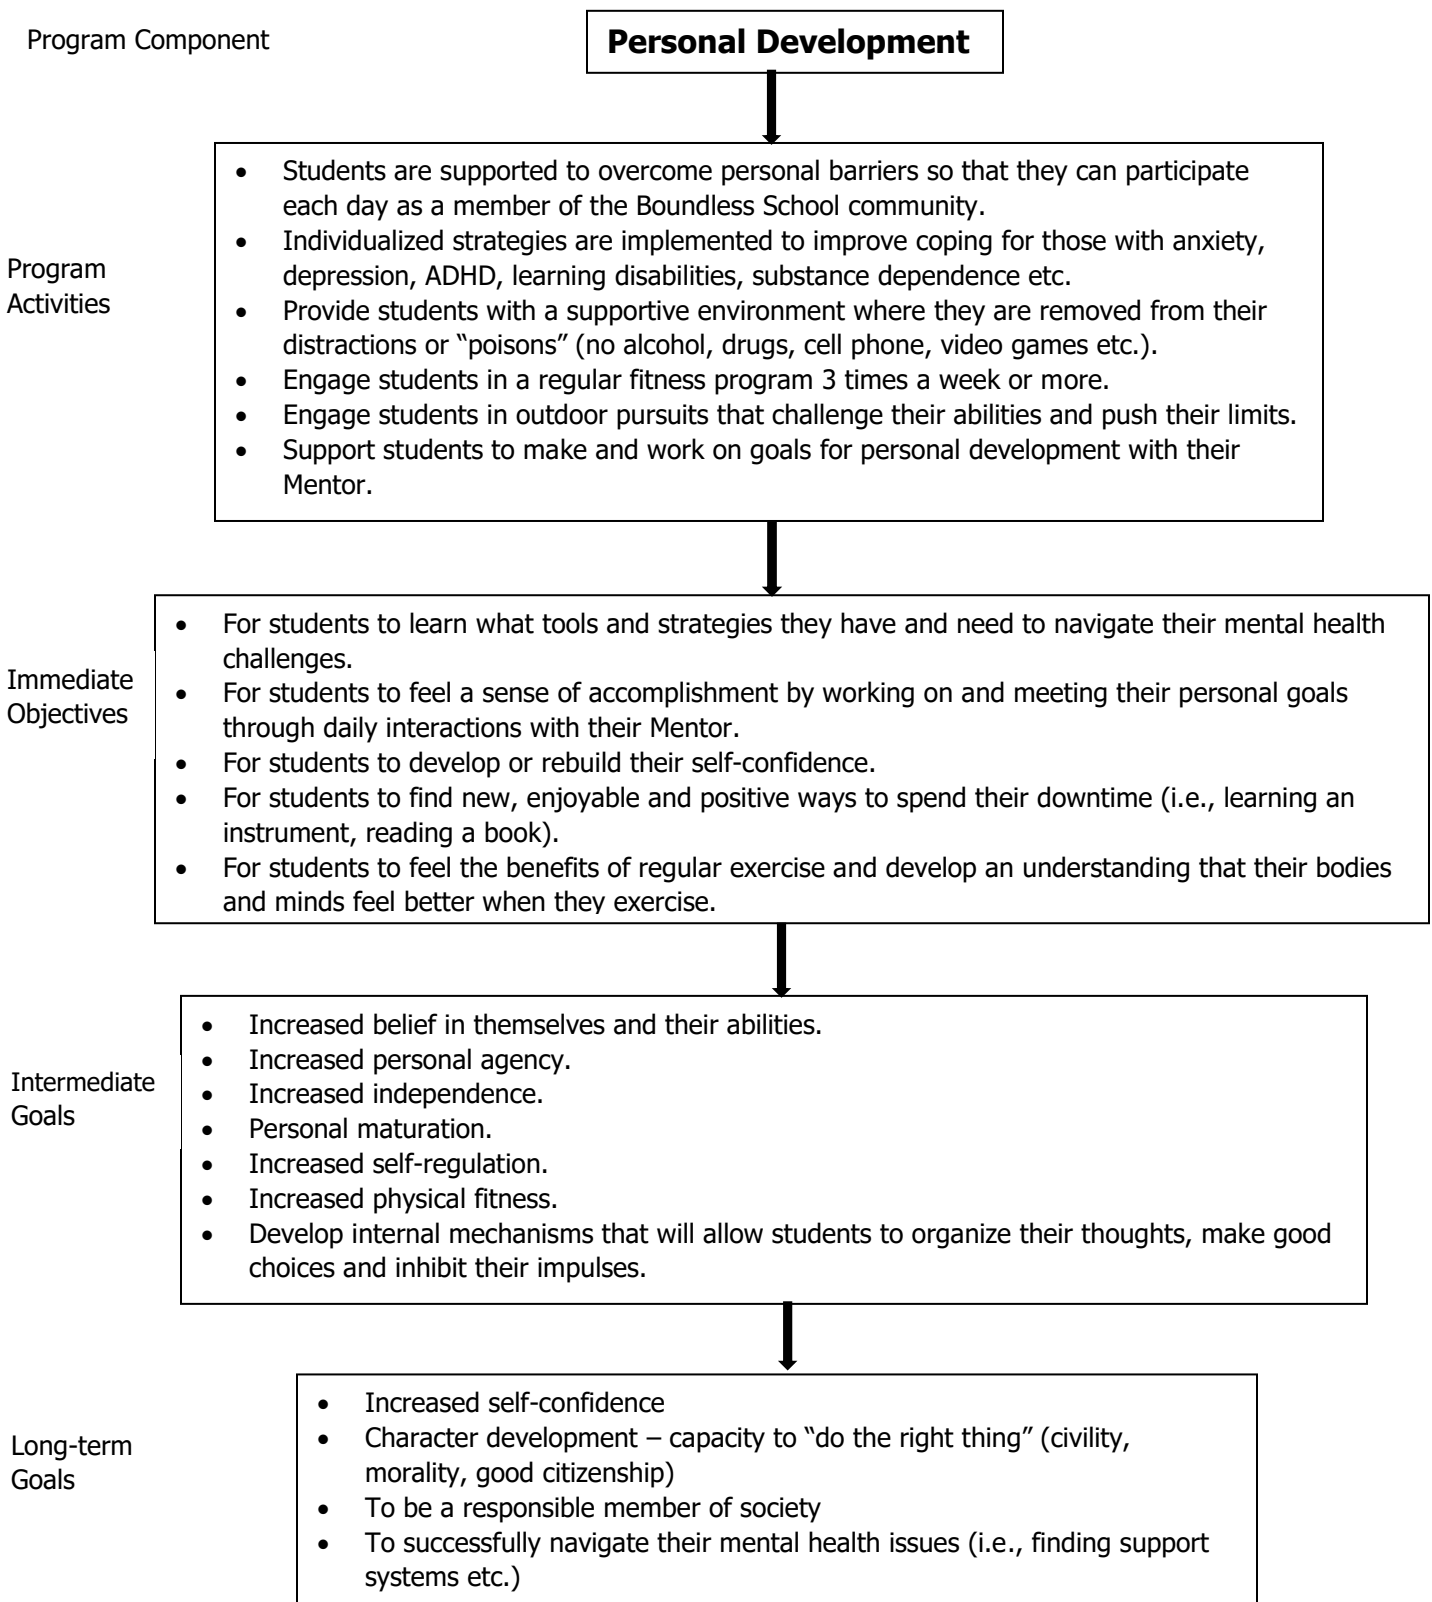 Program Component
Personal Development
Program
Activities
• Students are supported to overcome personal barriers so that they can participate
each day as a member of the Boundless School community.
• Individualized strategies are implemented to improve coping for those with anxiety,
depression, ADHD, learning disabilities, substance dependence etc.
• Provide students with a supportive environment where they are removed from their
distractions or “poisons” (no alcohol, drugs, cell phone, video games etc.).
• Engage students in a regular fitness program 3 times a week or more.
• Engage students in outdoor pursuits that challenge their abilities and push their limits.
• Support students to make and work on goals for personal development with their
Mentor.
Immediate
Objectives
• For students to learn what tools and strategies they have and need to navigate their mental health
challenges.
• For students to feel a sense of accomplishment by working on and meeting their personal goals
through daily interactions with their Mentor.
• For students to develop or rebuild their self-confidence.
• For students to find new, enjoyable and positive ways to spend their downtime (i.e., learning an
instrument, reading a book).
• For students to feel the benefits of regular exercise and develop an understanding that their bodies
and minds feel better when they exercise.
Intermediate
Goals
• Increased belief in themselves and their abilities.
• Increased personal agency.
• Increased independence.
• Personal maturation.
• Increased self-regulation.
• Increased physical fitness.
• Develop internal mechanisms that will allow students to organize their thoughts, make good
choices and inhibit their impulses.
Long-term
Goals
• Increased self-confidence
• Character development – capacity to “do the right thing” (civility,
morality, good citizenship)
• To be a responsible member of society
• To successfully navigate their mental health issues (i.e., finding support
systems etc.)